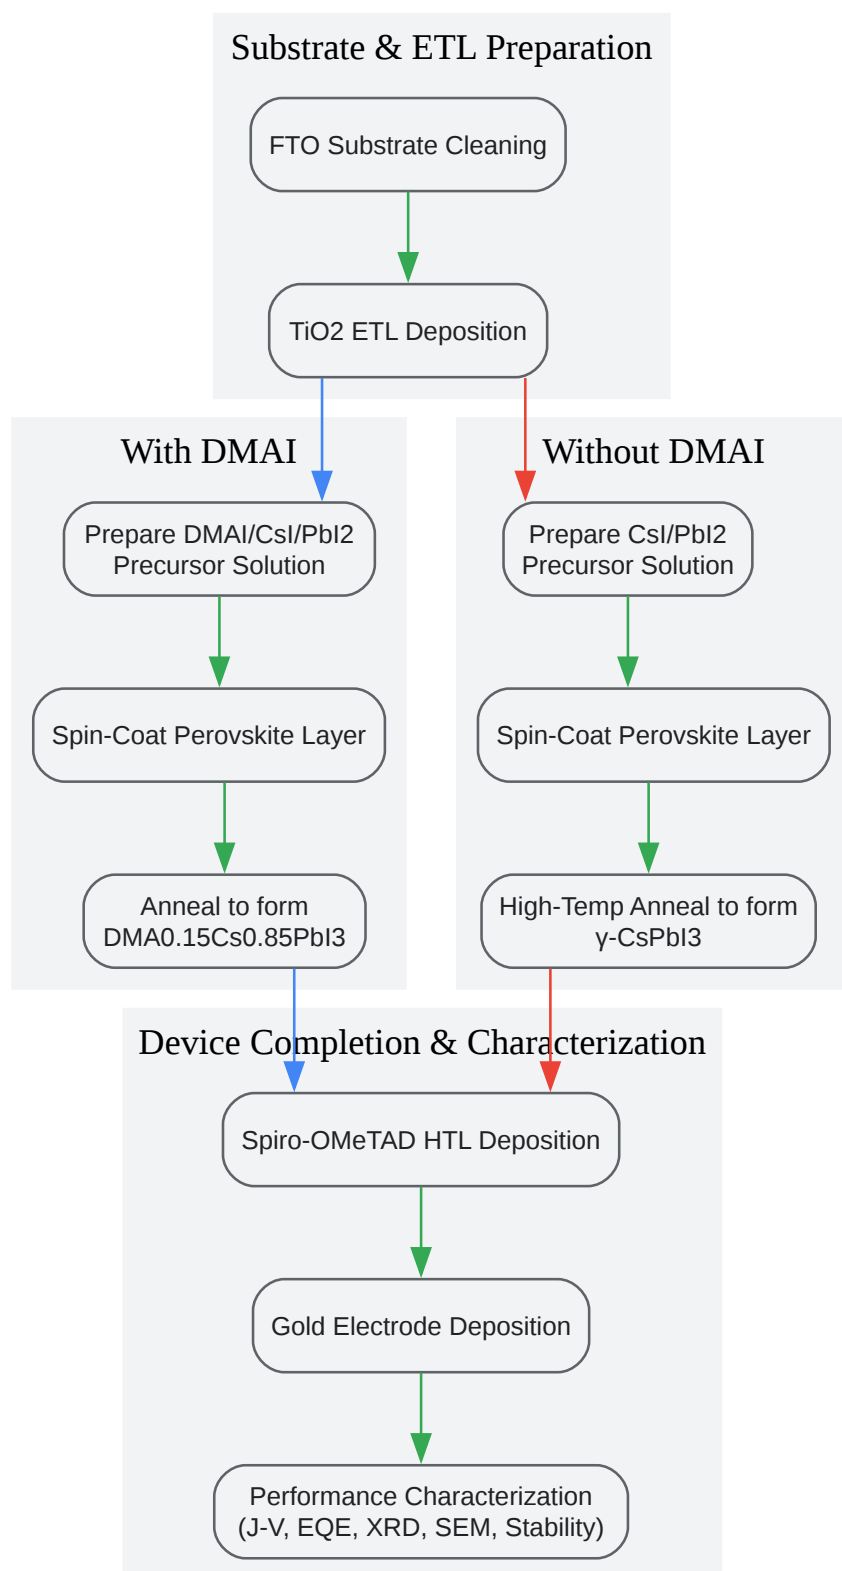 Substrate & ETL Preparation
FTO Substrate Cleaning
TiO2 ETL Deposition
With DMAI
Prepare DMAI/CsI/PbI2
Precursor Solution
Spin-Coat Perovskite Layer
Anneal to form
DMA0.15Cs0.85PbI3
Without DMAI
Prepare CsI/PbI2
Precursor Solution
Spin-Coat Perovskite Layer
High-Temp Anneal to form
γ-CsPbI3
Device Completion & Characterization
Spiro-OMeTAD HTL Deposition
Gold Electrode Deposition
Performance Characterization
(J-V, EQE, XRD, SEM, Stability)